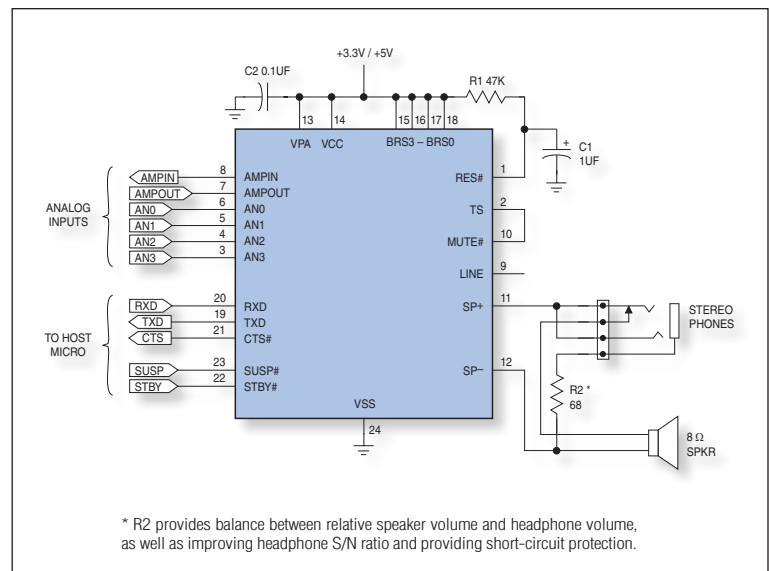 +3.3V / +5V
C2 0.1UF
R1 47K
13
14
15
16
17
18
VPA
VCC
BRS3 – BRS0
C1
+
1UF
ANALOG
INPUTS
AMPIN
8
AMPIN
AMPOUT
7
AMPOUT
AN0
6
AN0
AN1
5
AN1
AN2
4
AN2
AN3
3
AN3
1
RES#
2
TS
10
MUTE#
9
LINE
11
SP+
12
SP–
TO HOST
MICRO
RXD
20
RXD
TXD
19
TXD
CTS
21
CTS#
SUSP
23
SUSP#
STBY
22
STBY#
VSS
24
STEREO
PHONES
R2 *
68
8 Ω
SPKR
* R2 provides balance between relative speaker volume and headphone volume,
as well as improving headphone S/N ratio and providing short-circuit protection.